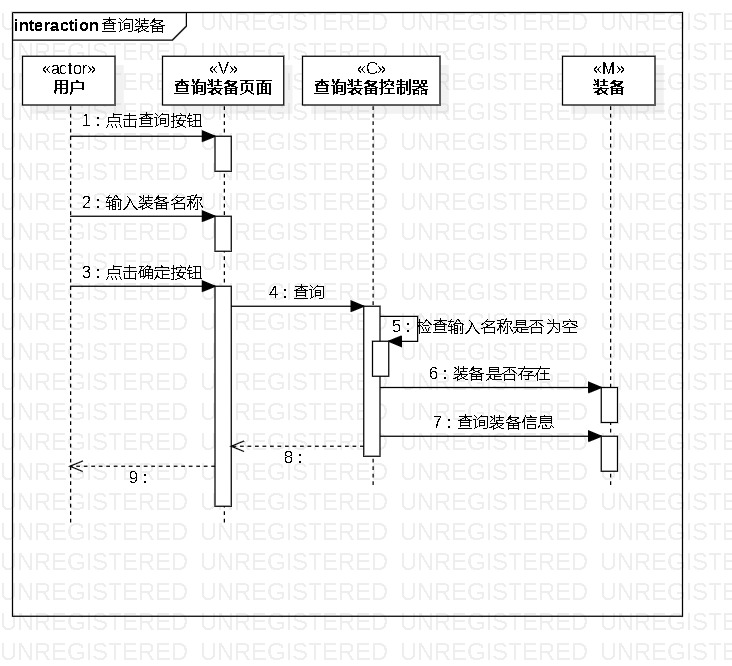 interaction 查询装备
«actor»
用户
«V»
查询装备页面
«C»
查询装备控制器
«M»
装备
1 : 点击查询按钮
2 : 输入装备名称
3 : 点击确定按钮
4 : 查询
5 : 检查输入名称是否为空
6 : 装备是否存在
7 : 查询装备信息
8 :
9 :
UNREGISTERED